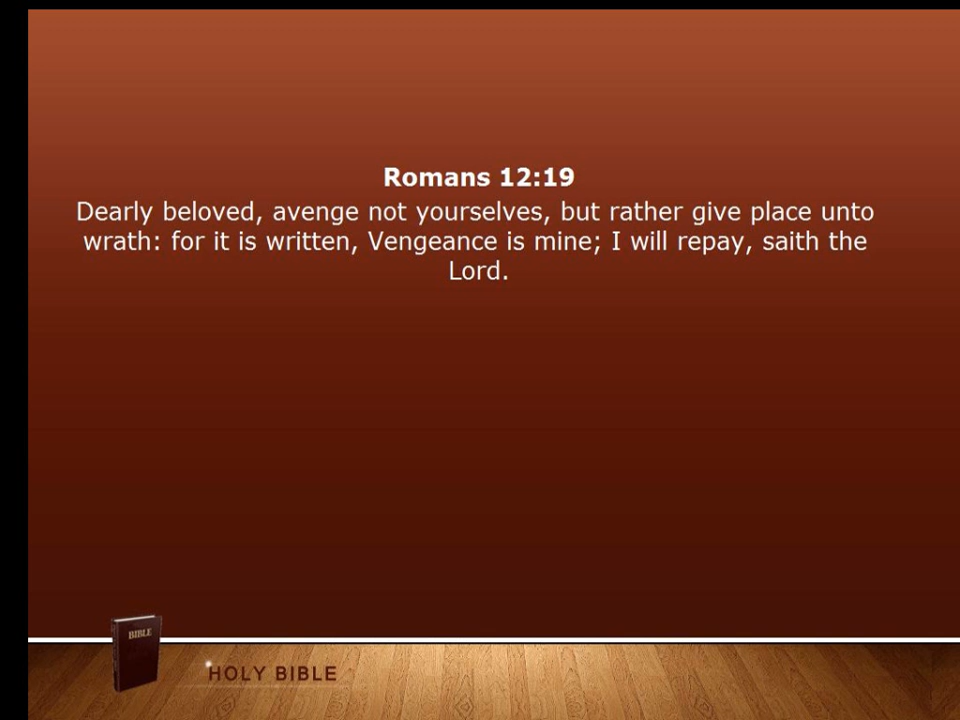 Romans 12:19
Dearly beloved, avenge not yourselves, but rather give place unto
wrath: for it is written, Vengeance is mine; I will repay, saith the
Lord.
BIBLE
HOLY BIBLE